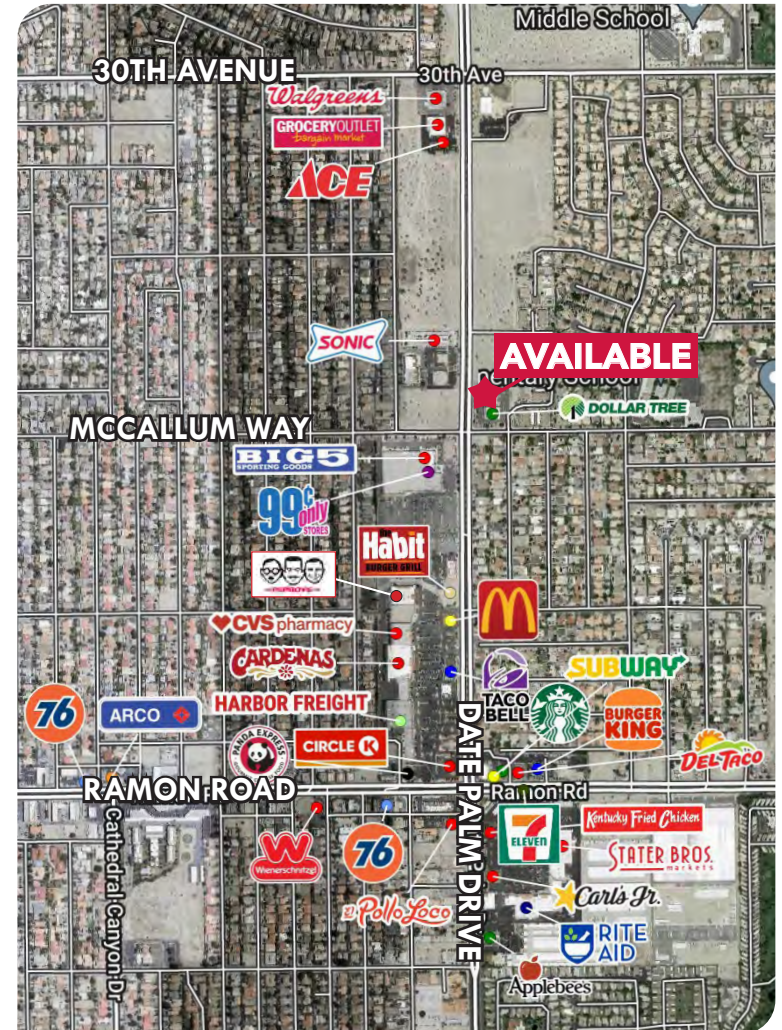 Middle School
30TH AVENUE
30th Ave
Walgreens
GROCERY OUTLET
bargain market
ACE
SONIC
AVAILABLE
School
DOLLAR TREE
MCCALLUM WAY
BIG 5
SPORTING GOODS
99¢
only
STORES
The
Habit
BURGER GRILL
CVS pharmacy
CARDENAS
SUBWAY
TACO
BELL
HARBOR FREIGHT
BURGER
KING
76
ARCO
PANDA EXPRESS
CIRCLE K
DEL TACO
DATE PALM DRIVE
RAMON ROAD
Ramon Rd
Cathedral Canyon Dr
Kentucky Fried Chicken
7
ELEVEN
W
Wienerschnitzel
76
STATER BROS.
markets
El Pollo Loco
Carl's Jr.
RITE
AID
Applebee's